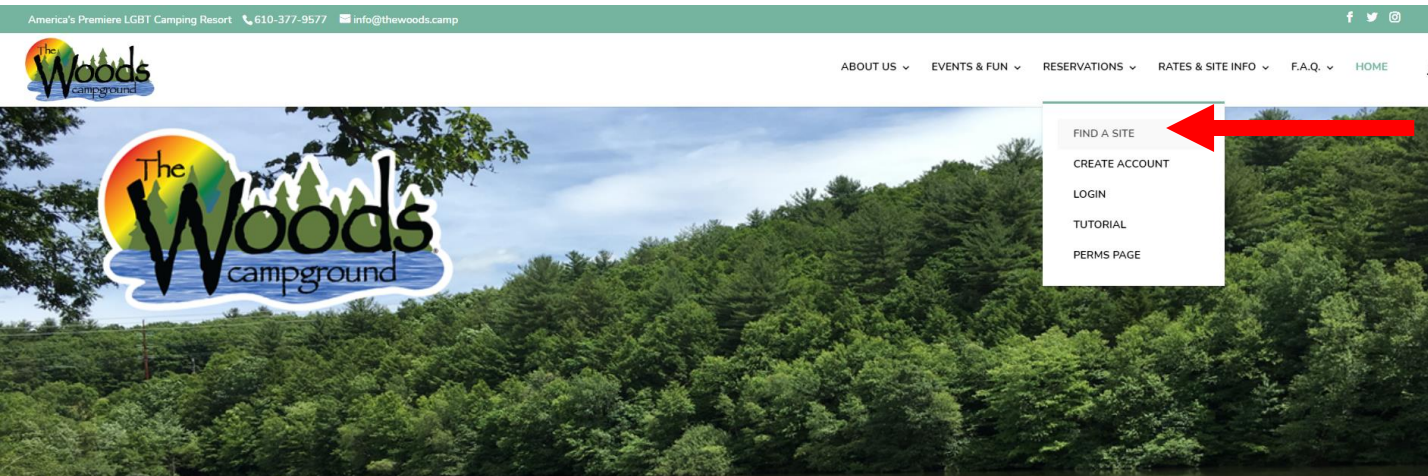 America's Premiere LGBT Camping Resort 610-377-9577 info@thewoods.camp
The
Woods
campground
ABOUT US EVENTS & FUN RESERVATIONS RATES & SITE INFO F.A.Q. HOME
FIND A SITE
CREATE ACCOUNT
LOGIN
TUTORIAL
PERMS PAGE
The
Woods
campground